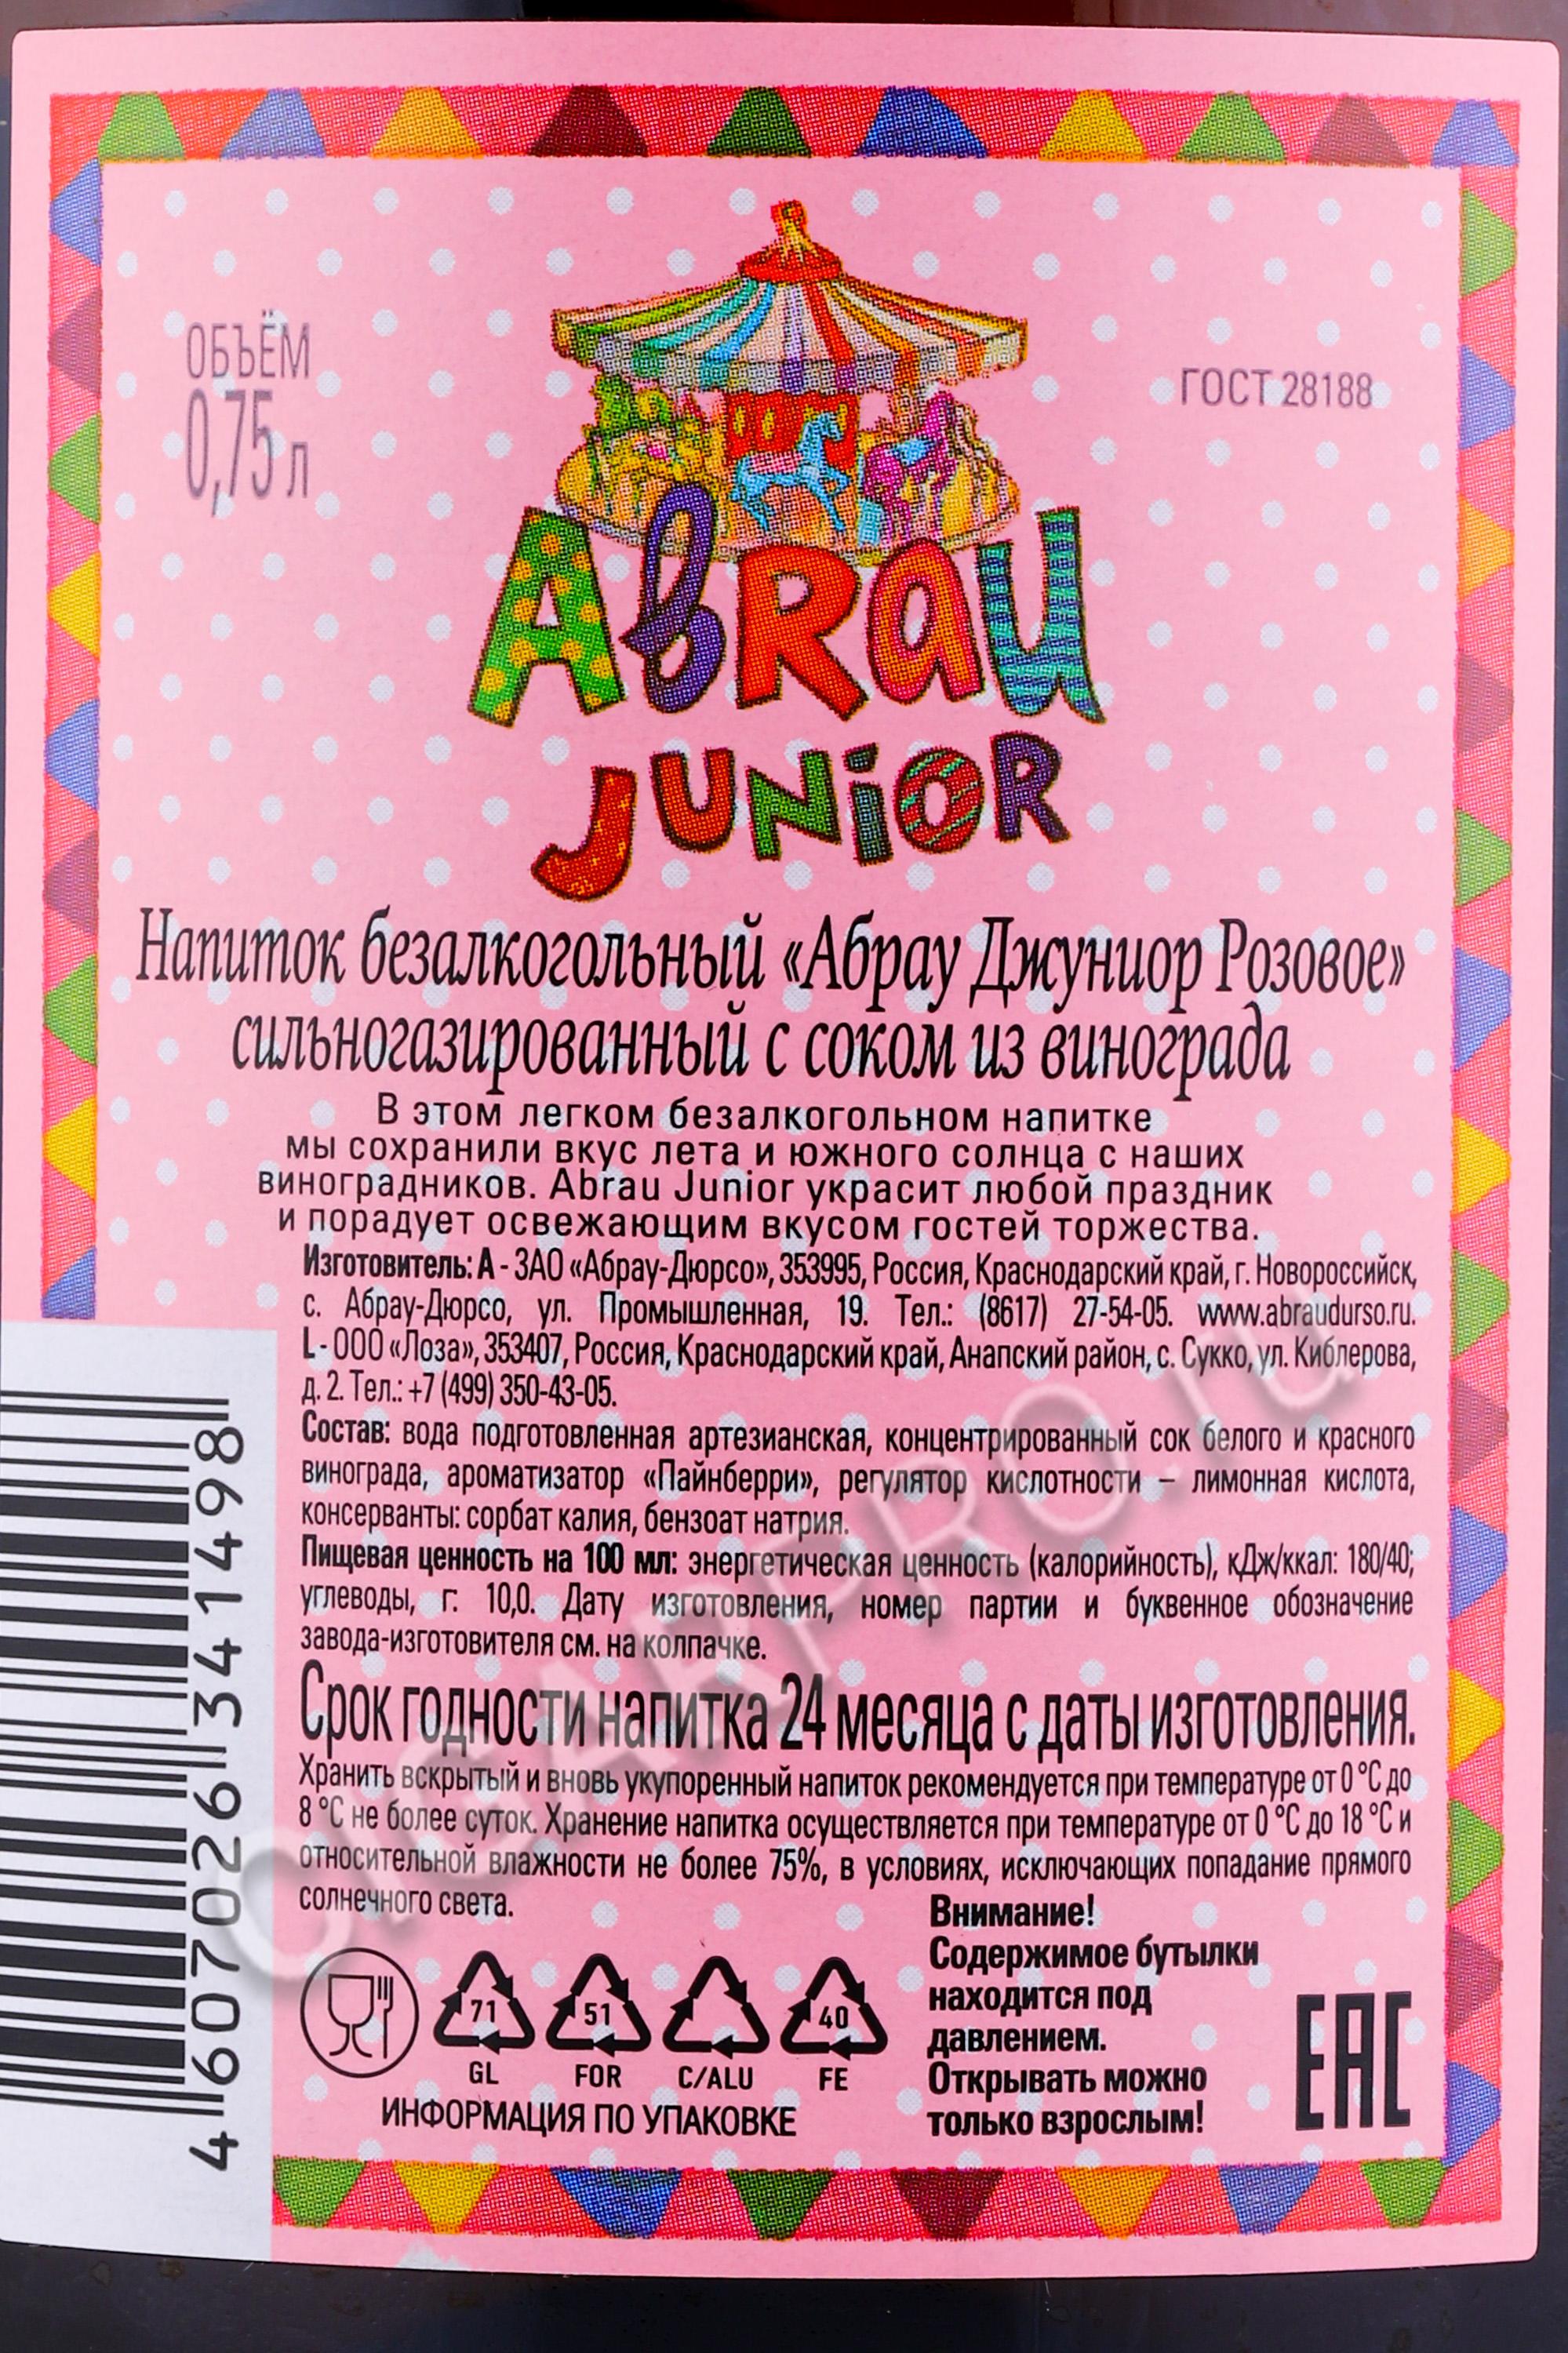 ОБЪЁМ
0,75 л
ГОСТ 28188
ABRAU
JUNIOR
Напиток безалкогольный «Абрау Джуниор Розовое»
сильногазированный с соком из винограда
В этом легком безалкогольном напитке
мы сохранили вкус лета и южного солнца с наших
виноградников. Abrau Junior украсит любой праздник
и порадует освежающим вкусом гостей торжества.
Изготовитель: А - ЗАО «Абрау-Дюрсо», 353995, Россия, Краснодарский край, г. Новороссийск,
с. Абрау-Дюрсо, ул. Промышленная, 19. Тел.: (8617) 27-54-05. www.abraudurso.ru.
L - ООО «Лоза», 353407, Россия, Краснодарский край, Анапский район, с. Сукко, ул. Киблерова,
д. 2. Тел.: +7 (499) 350-43-05.
Состав: вода подготовленная артезианская, концентрированный сок белого и красного
винограда, ароматизатор «Пайнберри», регулятор кислотности – лимонная кислота,
консерванты: сорбат калия, бензоат натрия.
Пищевая ценность на 100 мл: энергетическая ценность (калорийность), кДж/ккал: 180/40;
углеводы, г: 10,0. Дату изготовления, номер партии и буквенное обозначение
завода-изготовителя см. на колпачке.
Срок годности напитка 24 месяца с даты изготовления.
Хранить вскрытый и вновь укупоренный напиток рекомендуется при температуре от 0 °С до
8 °С не более суток. Хранение напитка осуществляется при температуре от 0 °С до 18 °С и
относительной влажности не более 75%, в условиях, исключающих попадание прямого
солнечного света.
Внимание!
Содержимое бутылки
находится под
давлением.
Открывать можно
только взрослым!
71 51 40
GL FOR C/ALU FE
ИНФОРМАЦИЯ ПО УПАКОВКЕ
EAC
4 607026 341498
CIGARPRO.ru